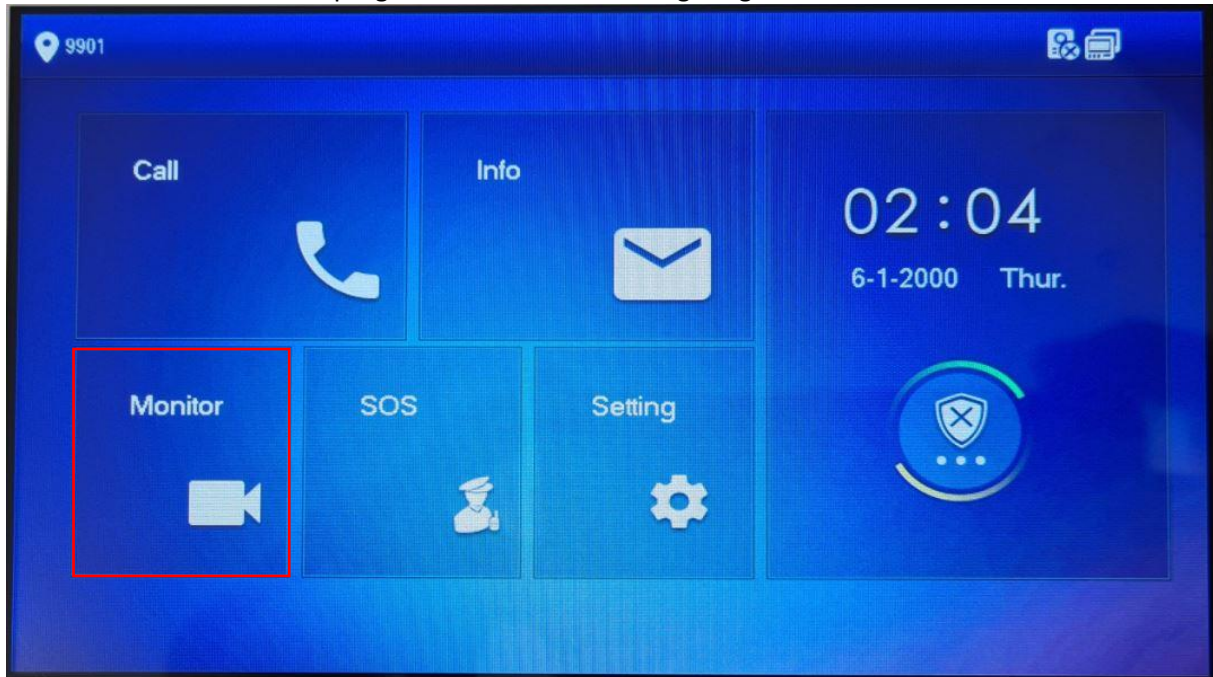 9901
Call
Info
02:04
6-1-2000 Thur.
Monitor
SOS
Setting